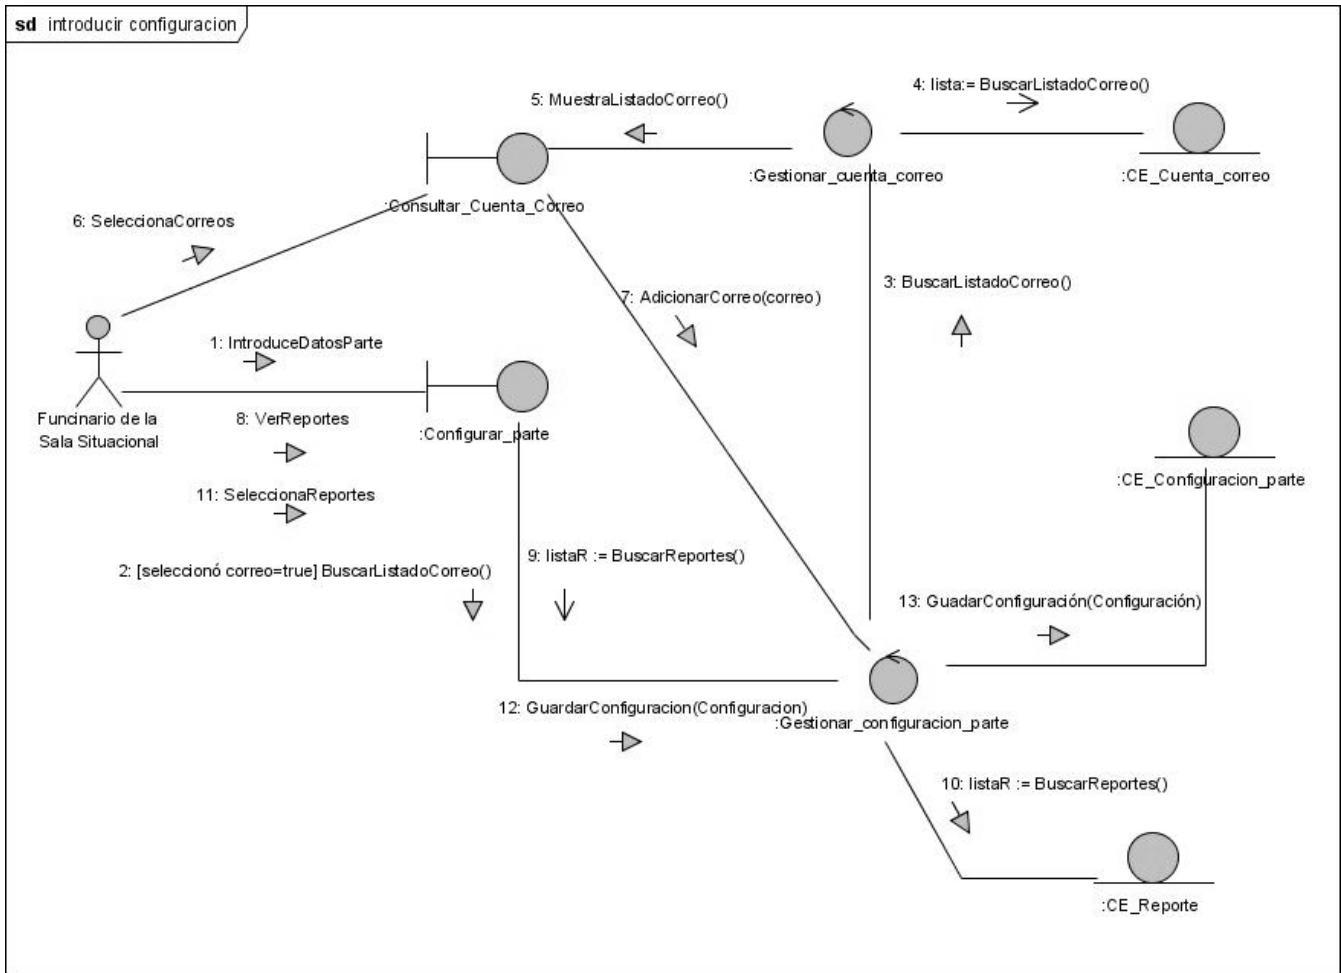 sd introducir configuracion
4: lista:= BuscarListadoCorreo()
5: MuestraListadoCorreo()
:Gestionar_cuenta_correo
:CE_Cuenta_correo
:Consultar_Cuenta_Correo
6: SeleccionaCorreos
3: BuscarListadoCorreo()
7: AdicionarCorreo(correo)
1: IntroduceDatosParte
Funcinario de la
Sala Situacional
8: VerReportes
:Configurar_parte
:CE_Configuracion_parte
11: SeleccionaReportes
9: listaR := BuscarReportes()
2: [seleccionó correo=true] BuscarListadoCorreo()
13: GuadarConfiguración(Configuración)
12: GuardarConfiguracion(Configuracion)
:Gestionar_configuracion_parte
10: listaR := BuscarReportes()
:CE_Reporte